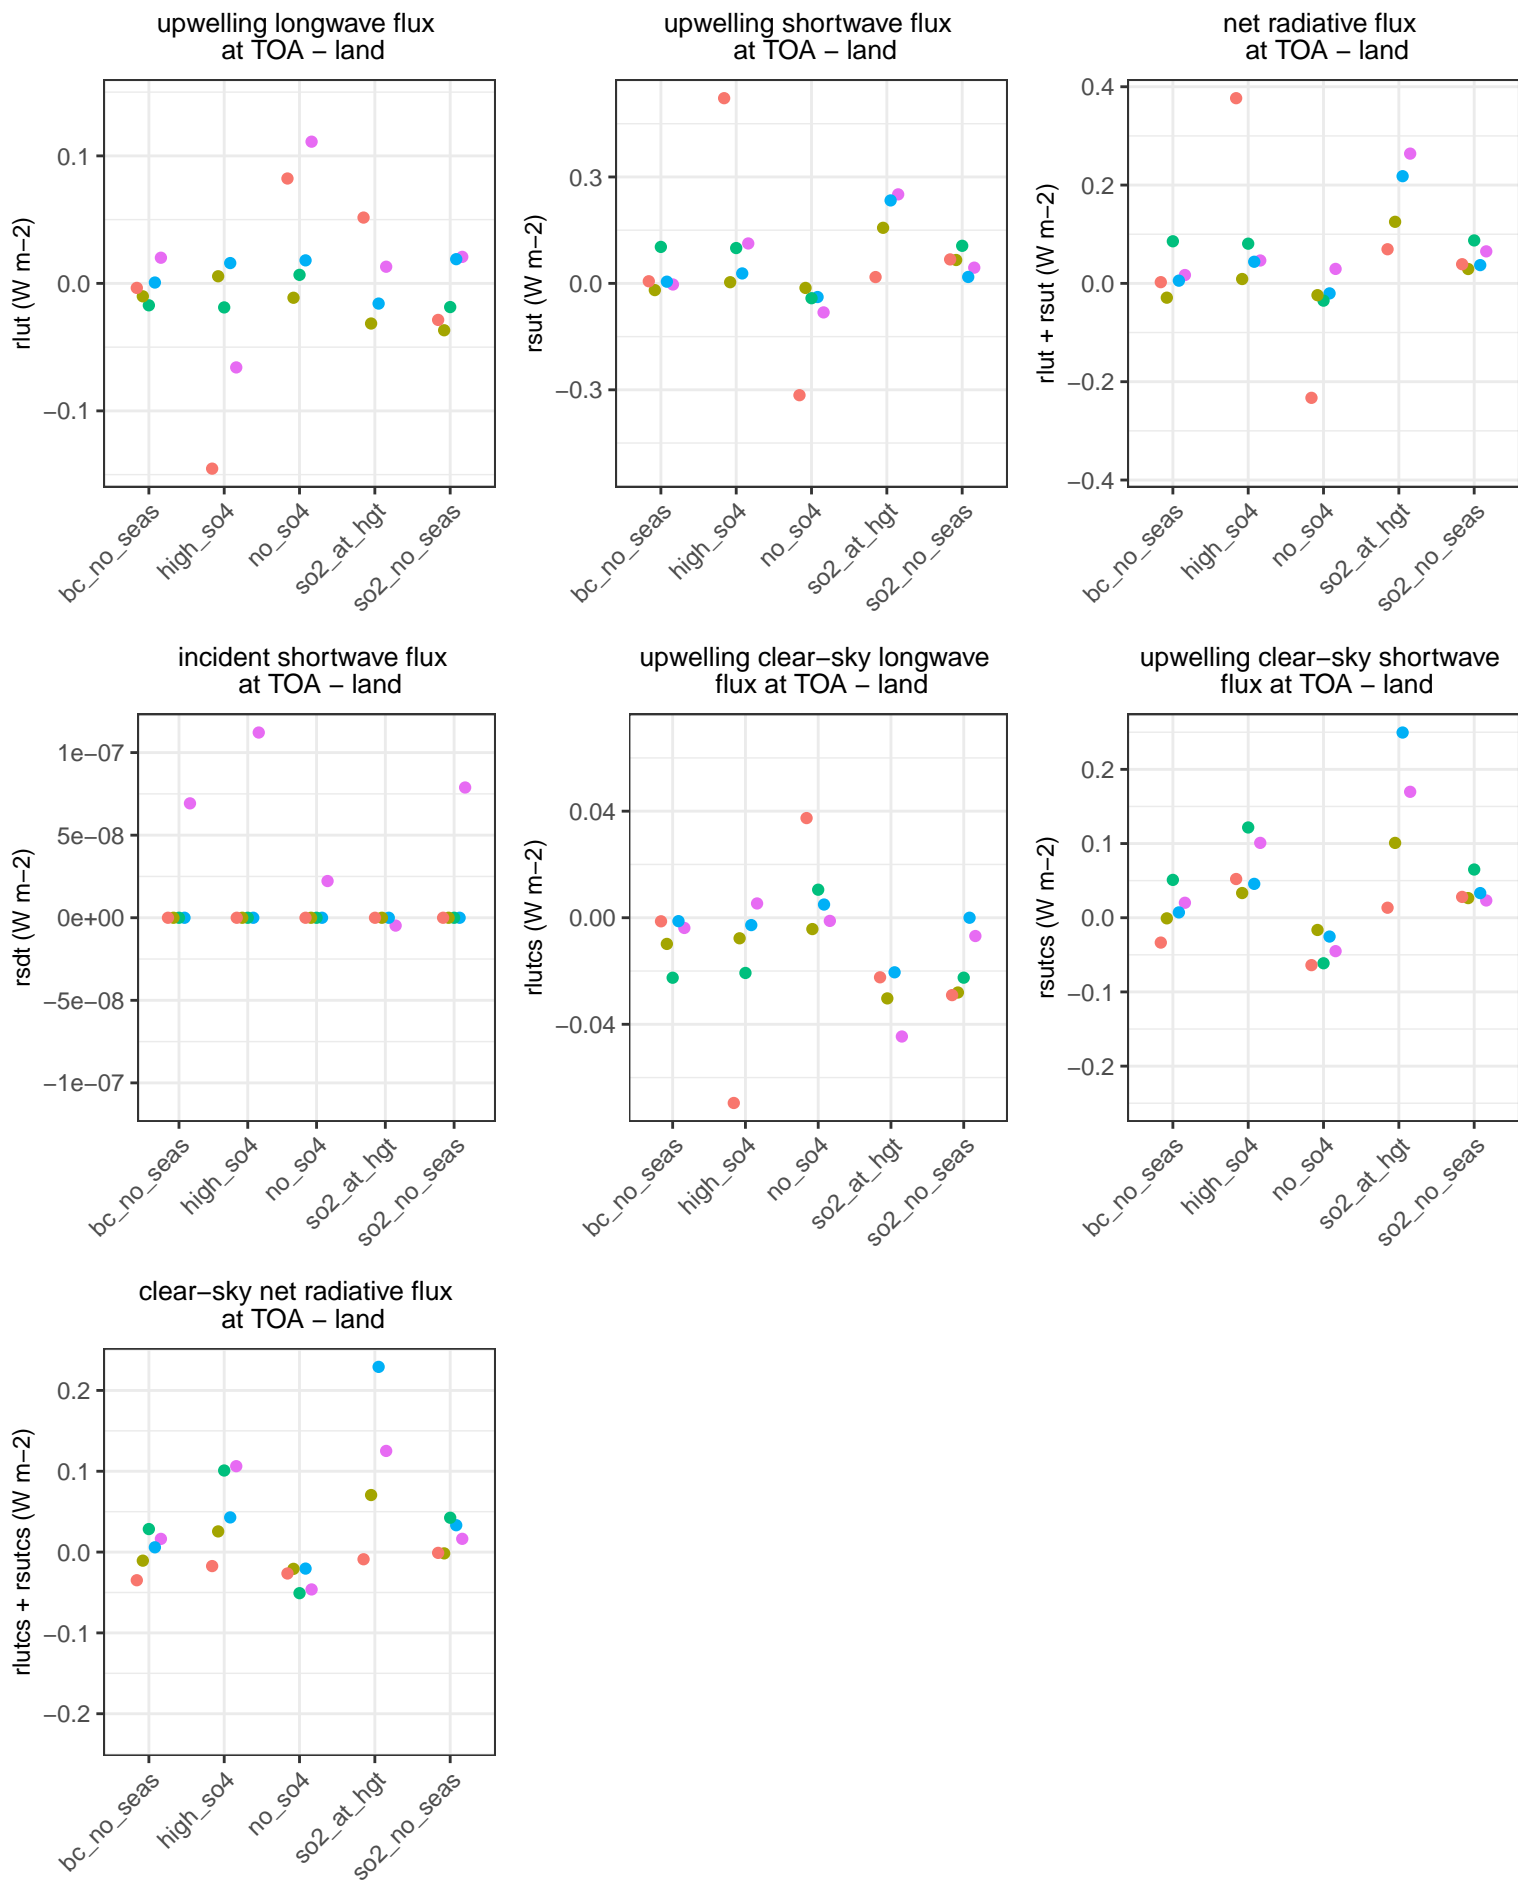 upwelling longwave flux
at TOA – land
0.1
0.0
−0.1
rlut (W m−2)
bc_no_seas
high_so4
no_so4
so2_at_hgt
so2_no_seas
upwelling shortwave flux
at TOA – land
0.3
0.0
−0.3
rsut (W m−2)
bc_no_seas
high_so4
no_so4
so2_at_hgt
so2_no_seas
net radiative flux
at TOA – land
0.4
0.2
0.0
−0.2
−0.4
rlut + rsut (W m−2)
bc_no_seas
high_so4
no_so4
so2_at_hgt
so2_no_seas
incident shortwave flux
at TOA – land
1e−07
5e−08
0e+00
−5e−08
−1e−07
rsdt (W m−2)
bc_no_seas
high_so4
no_so4
so2_at_hgt
so2_no_seas
upwelling clear−sky longwave
flux at TOA – land
0.04
0.00
−0.04
rlutcs (W m−2)
bc_no_seas
high_so4
no_so4
so2_at_hgt
so2_no_seas
upwelling clear−sky shortwave
flux at TOA – land
0.2
0.1
0.0
−0.1
−0.2
rsutcs (W m−2)
bc_no_seas
high_so4
no_so4
so2_at_hgt
so2_no_seas
clear−sky net radiative flux
at TOA – land
0.2
0.1
0.0
−0.1
−0.2
rlutcs + rsutcs (W m−2)
bc_no_seas
high_so4
no_so4
so2_at_hgt
so2_no_seas